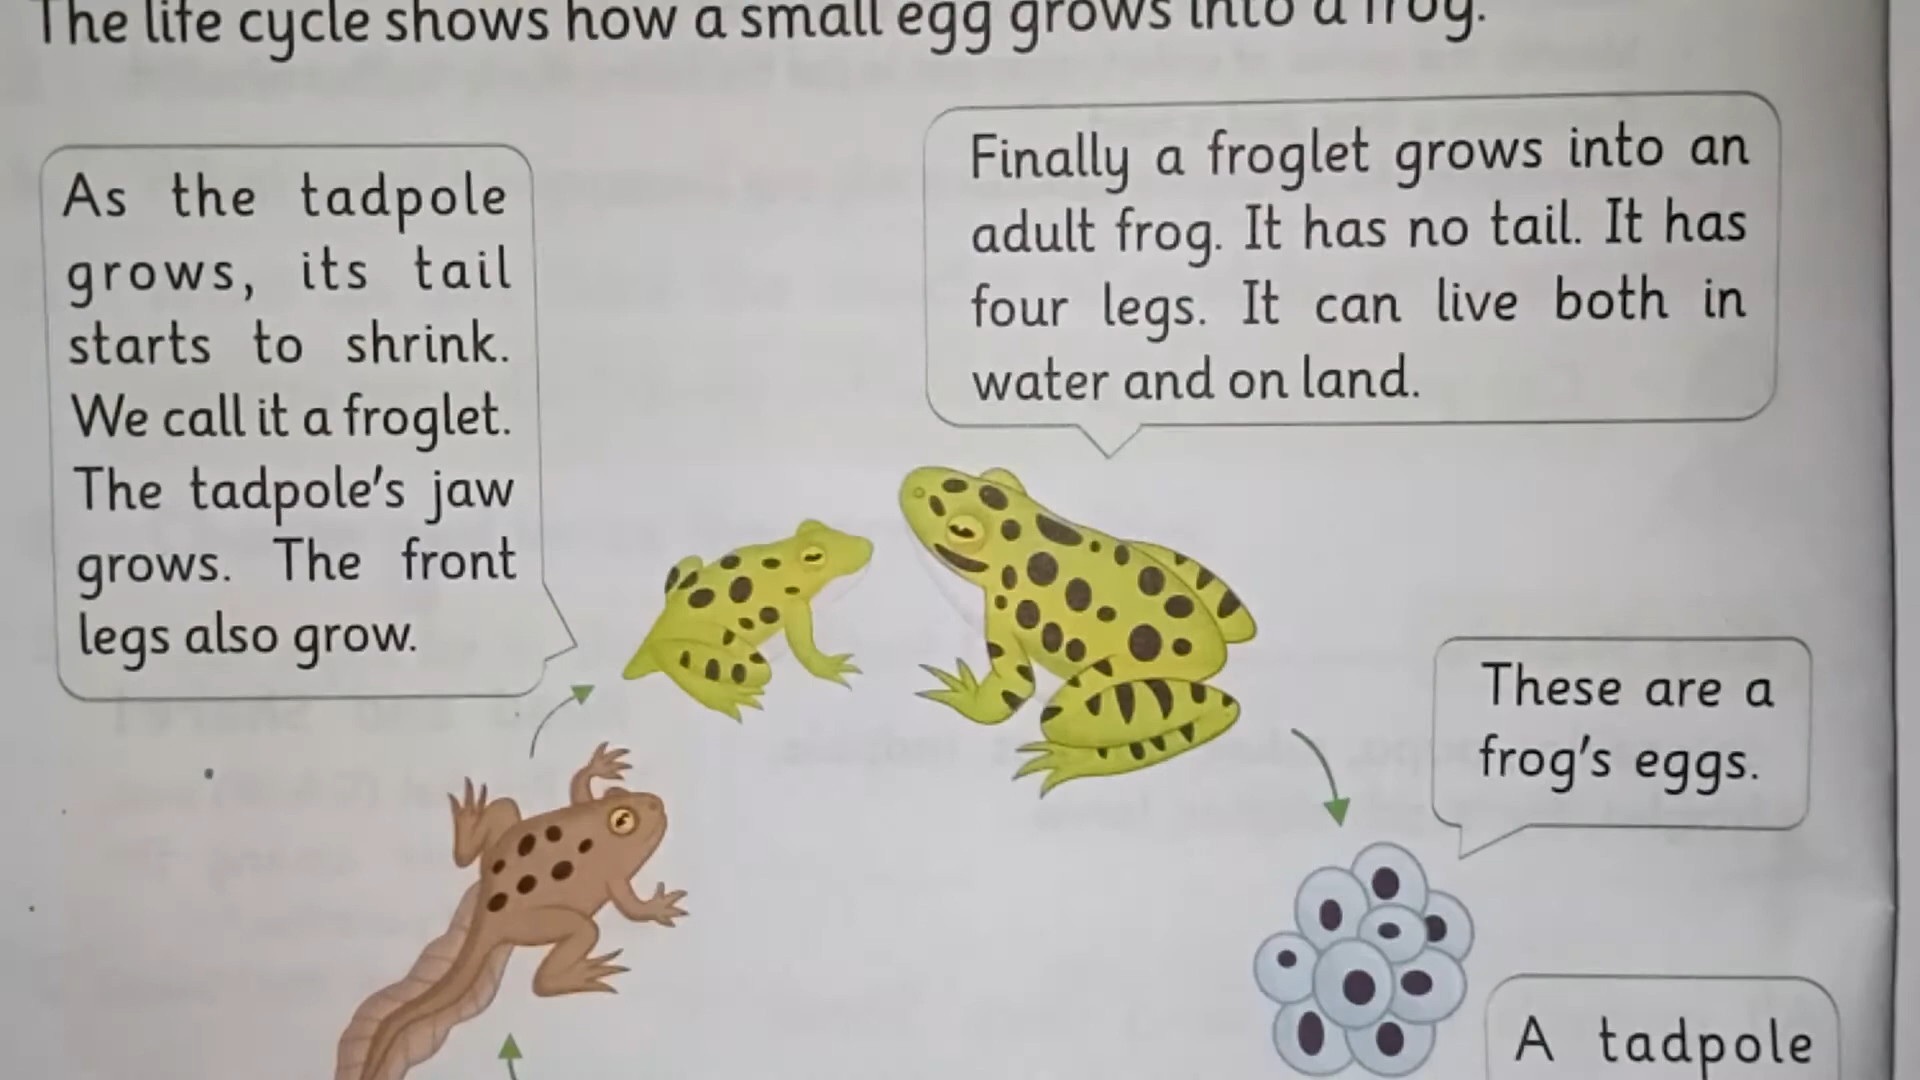 The life cycle shows how a small egg grows into a frog.
As the tadpole
grows, its tail
starts to shrink.
We call it a froglet.
The tadpole's jaw
grows. The front
legs also grow.
Finally a froglet grows into an
adult frog. It has no tail. It has
four legs. It can live both in
water and on land.
These are a
frog's eggs.
A tadpole